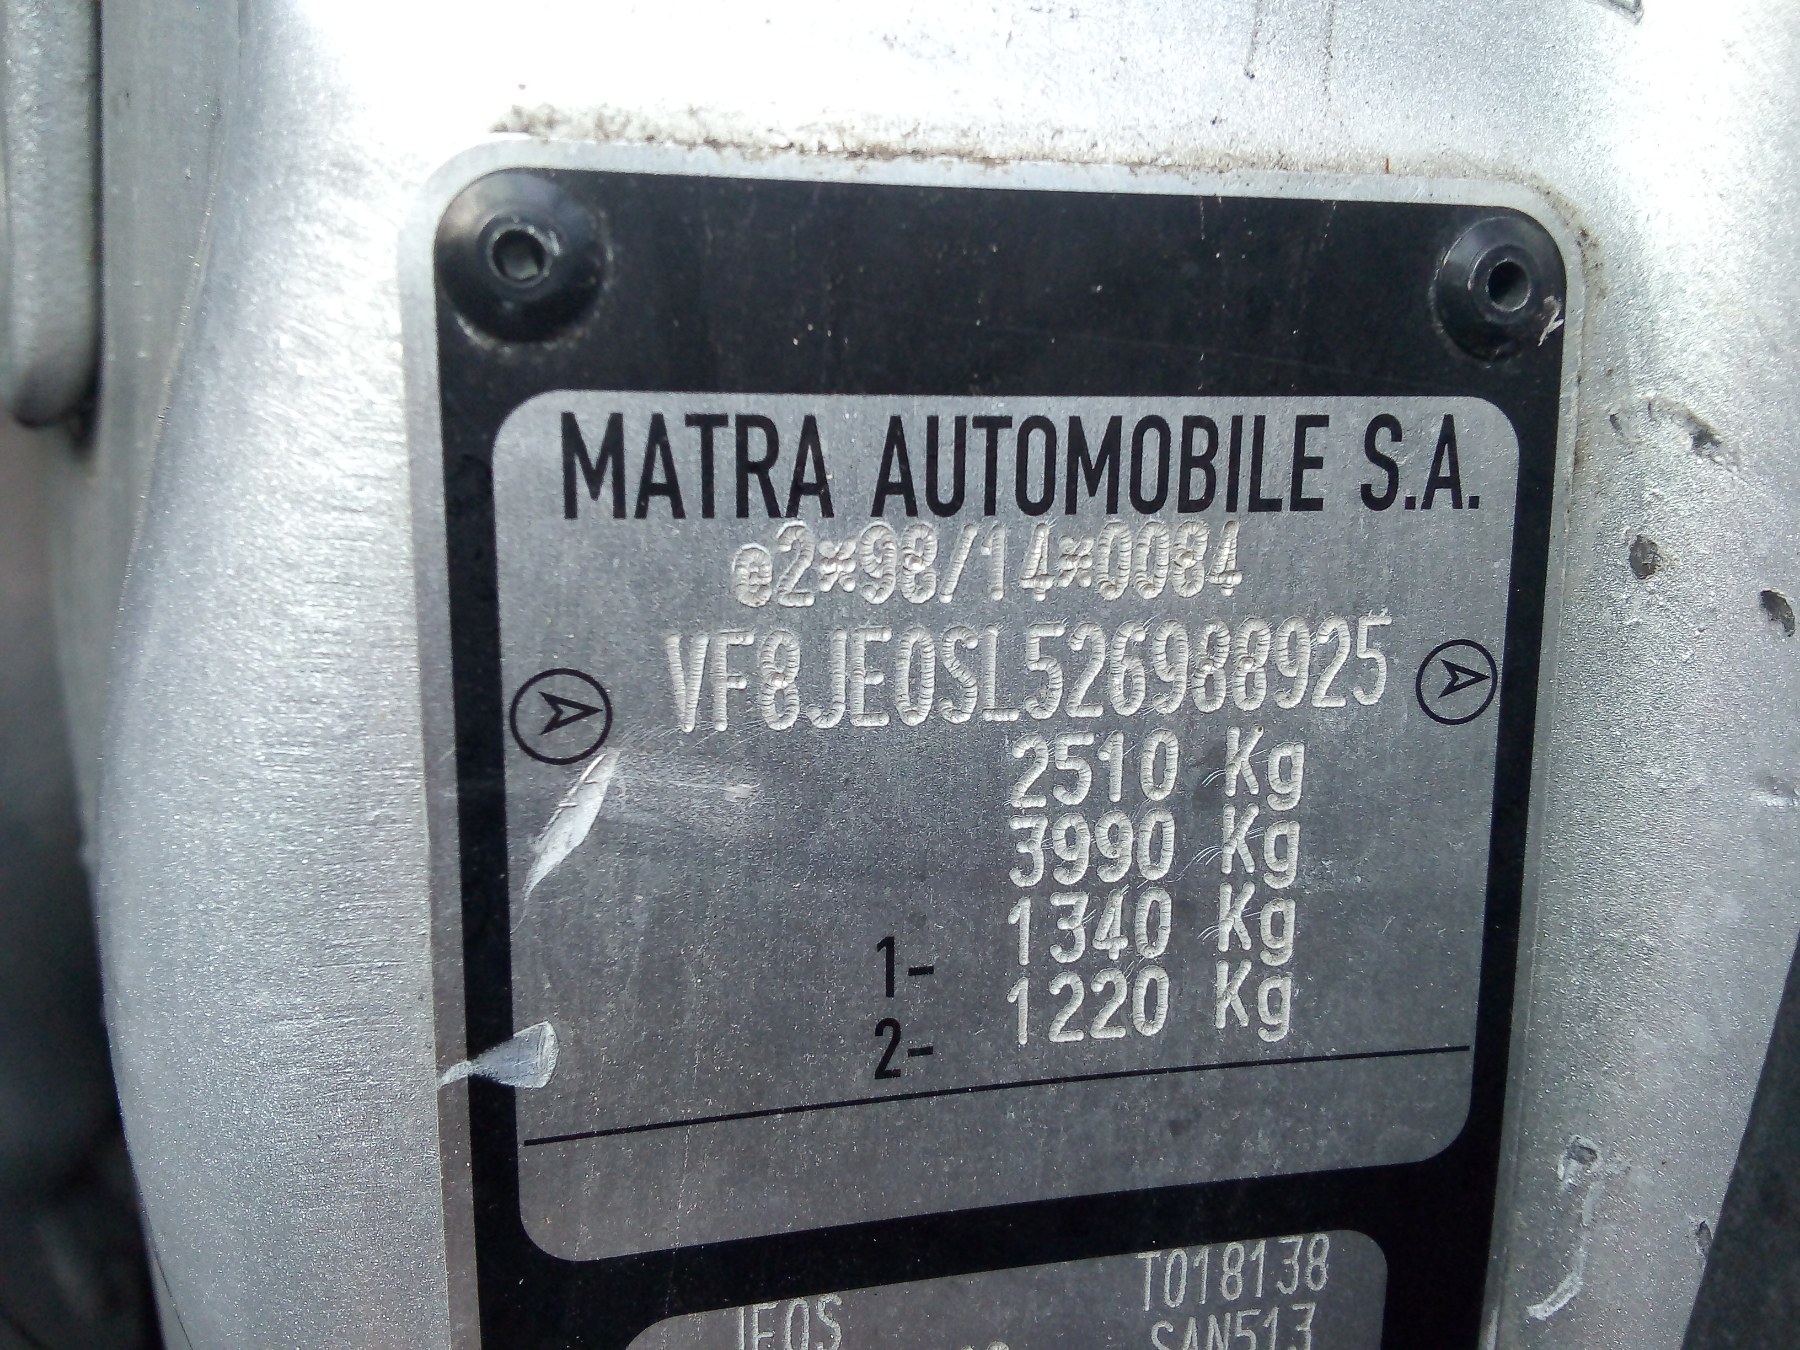 MATRA AUTOMOBILE S.A.
e2*98/14*0084
VF8JE0SL526988925
2510 Kg
3990 Kg
1- 1340 Kg
2- 1220 Kg
T018138
JE0S SAN513